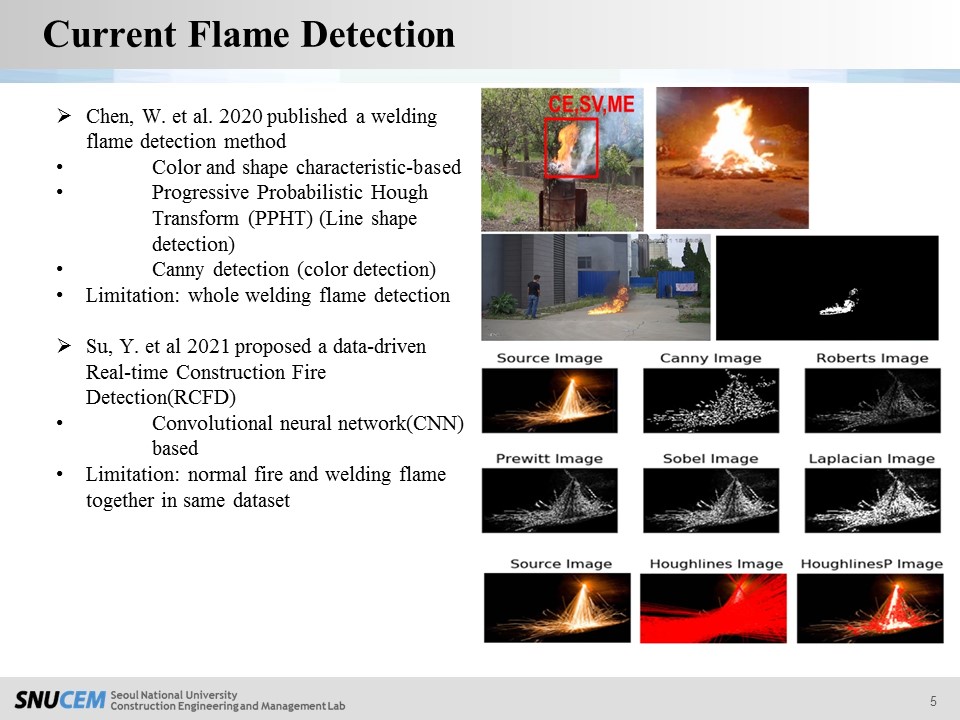 Current Flame Detection
➢ Chen, W. et al. 2020 published a welding
flame detection method
• Color and shape characteristic-based
• Progressive Probabilistic Hough
Transform (PPHT) (Line shape
detection)
• Canny detection (color detection)
• Limitation: whole welding flame detection
➢ Su, Y. et al 2021 proposed a data-driven
Real-time Construction Fire
Detection(RCFD)
• Convolutional neural network(CNN)
based
• Limitation: normal fire and welding flame
together in same dataset
CE,SV,ME
Source Image Canny Image Roberts Image
Prewitt Image Sobel Image Laplacian Image
Source Image Houghlines Image HoughlinesP Image
SNUCEM
Seoul National University
Construction Engineering and Management Lab
5